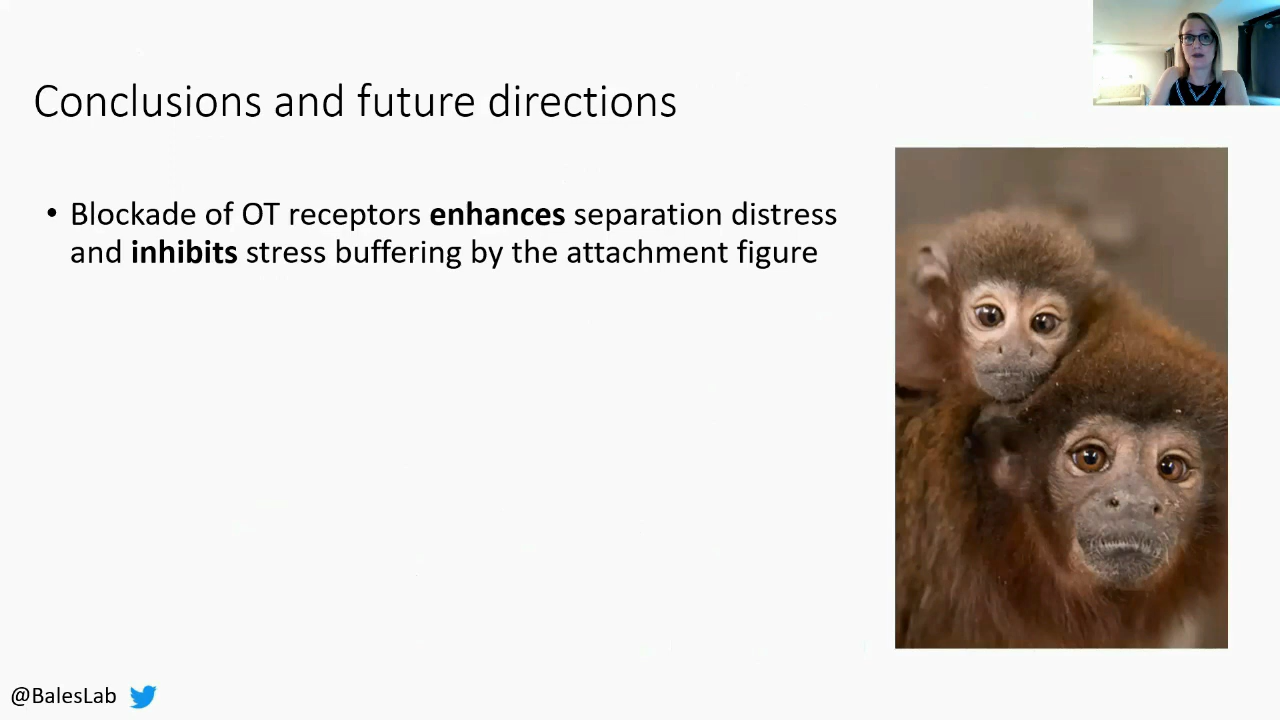 Conclusions and future directions
• Blockade of OT receptors enhances separation distress
and inhibits stress buffering by the attachment figure
@BalesLab